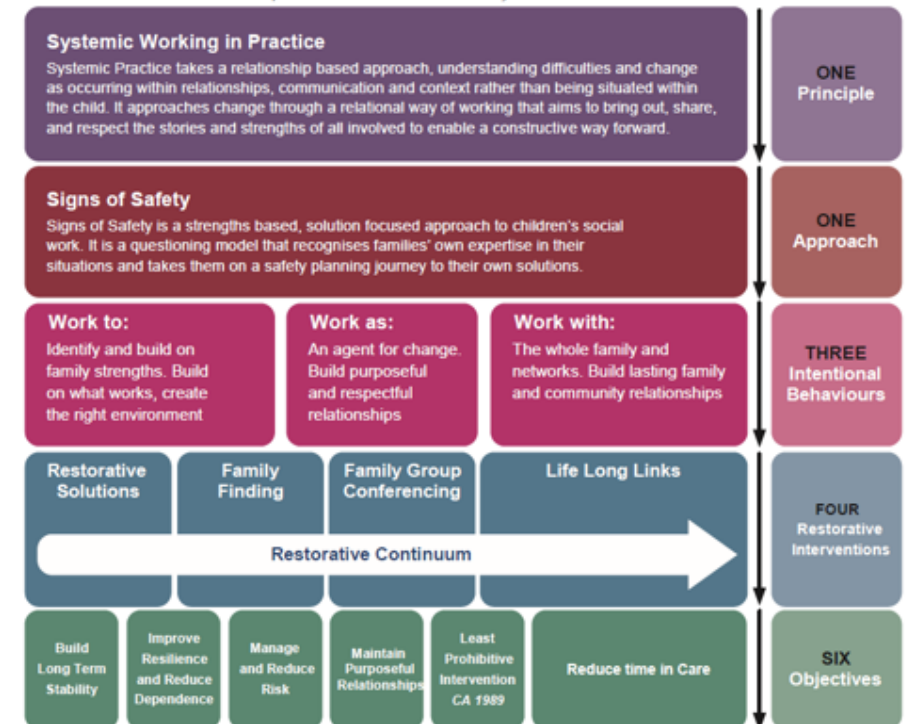 Systemic Working in Practice
Systemic Practice takes a relationship based approach, understanding difficulties and change
as occurring within relationships, communication and context rather than being situated within
the child. It approaches change through a relational way of working that aims to bring out, share,
and respect the stories and strengths of all involved to enable a constructive way forward.
ONE
Principle
Signs of Safety
Signs of Safety is a strengths based, solution focused approach to children's social
work. It is a questioning model that recognises families' own expertise in their
situations and takes them on a safety planning journey to their own solutions.
ONE
Approach
Work to:
Identify and build on
family strengths. Build
on what works, create
the right environment
Work as:
An agent for change.
Build purposeful
and respectful
relationships
Work with:
The whole family and
networks. Build lasting family
and community relationships
THREE
Intentional
Behaviours
Restorative
Solutions
Family
Finding
Family Group
Conferencing
Life Long Links
Restorative Continuum
FOUR
Restorative
Interventions
Build
Long Term
Stability
Improve
Resilience
and Reduce
Dependence
Manage
and Reduce
Risk
Maintain
Purposeful
Relationships
Least
Prohibitive
Intervention
CA 1989
Reduce time in Care
SIX
Objectives